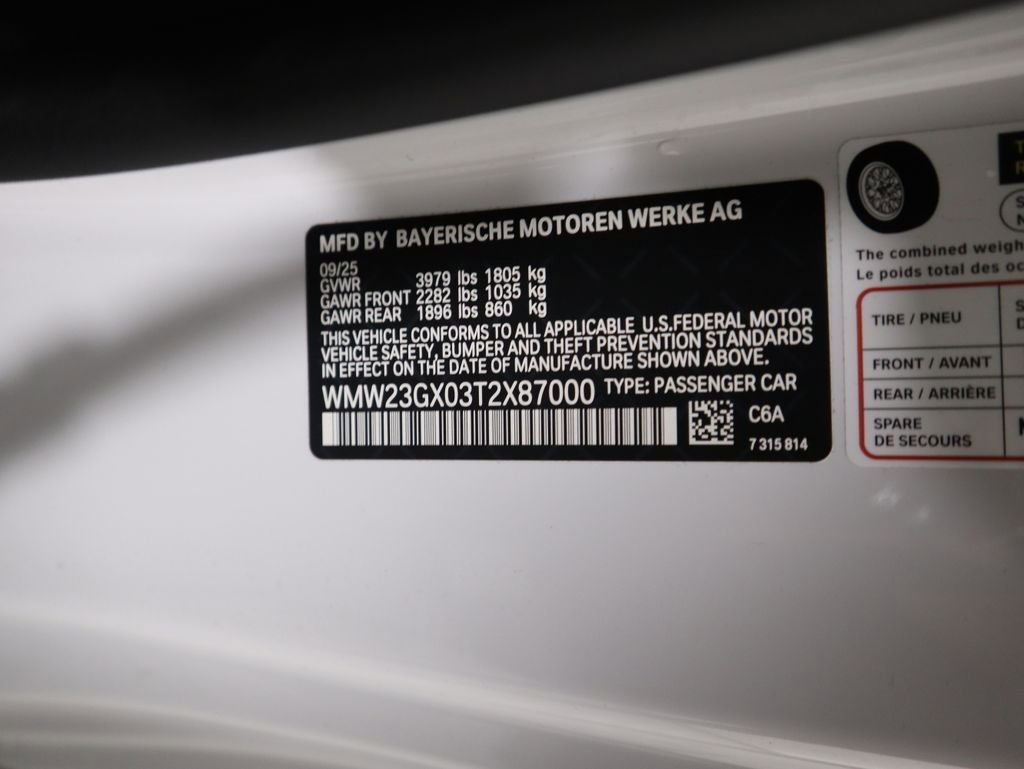 MFD BY BAYERISCHE MOTOREN WERKE AG
09/25
GVWR 3979 lbs 1805 kg
GAWR FRONT 2282 lbs 1035 kg
GAWR REAR 1896 lbs 860 kg
THIS VEHICLE CONFORMS TO ALL APPLICABLE U.S.FEDERAL MOTOR
VEHICLE SAFETY, BUMPER AND THEFT PREVENTION STANDARDS
IN EFFECT ON THE DATE OF MANUFACTURE SHOWN ABOVE.
WMW23GX03T2X87000 TYPE: PASSENGER CAR
C6A
7 315 814
The combined
Le poids total des
TIRE / PNEU
FRONT / AVANT
REAR / ARRIÈRE
SPARE
DE SECOURS